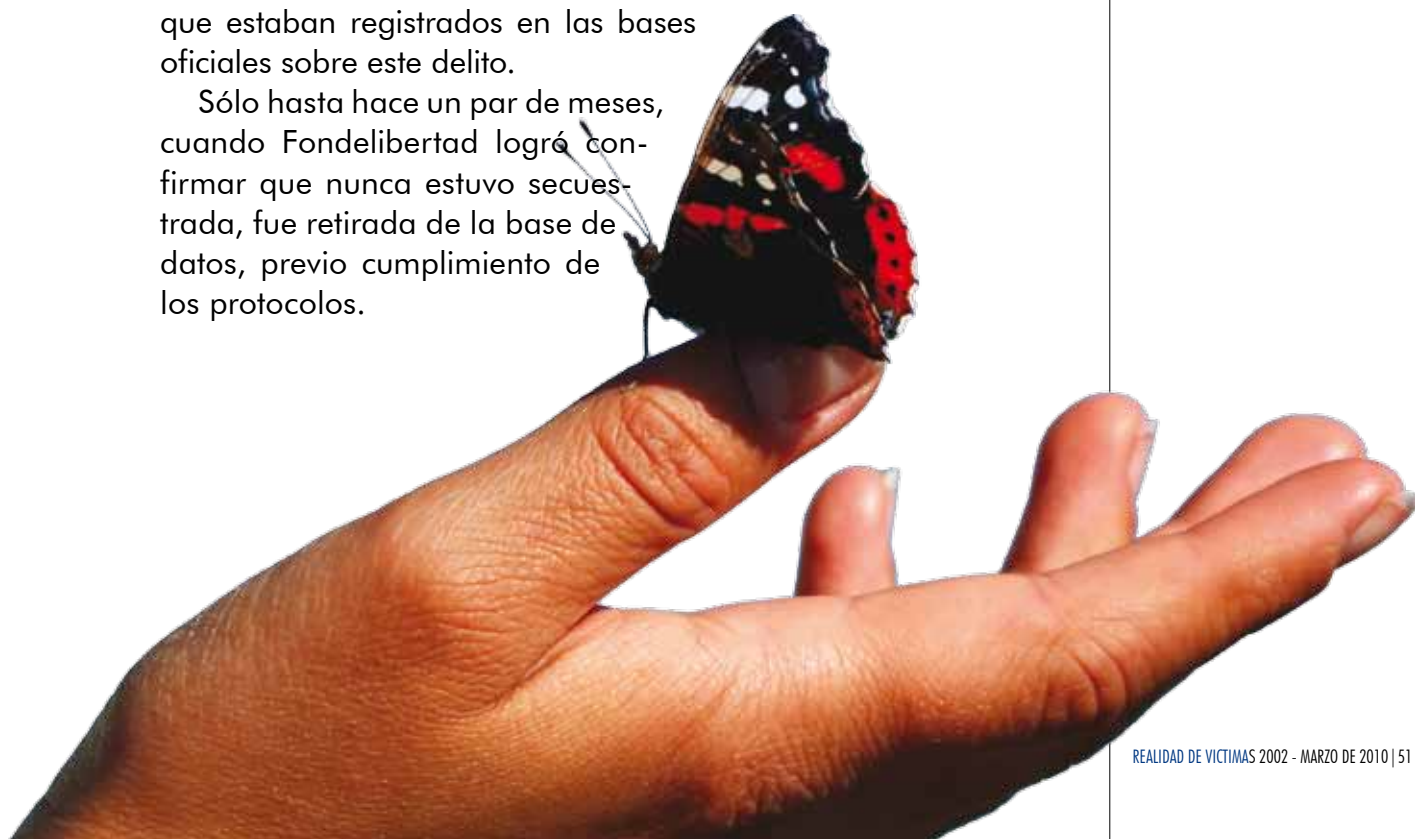 que estaban registrados en las bases
oficiales sobre este delito.
Sólo hasta hace un par de meses,
cuando Fondelibertad logró con-
firmar que nunca estuvo secues-
trada, fue retirada de la base de
datos, previo cumplimiento de
los protocolos.
REALIDAD DE VICTIMAS 2002 - MARZO DE 2010 | 51